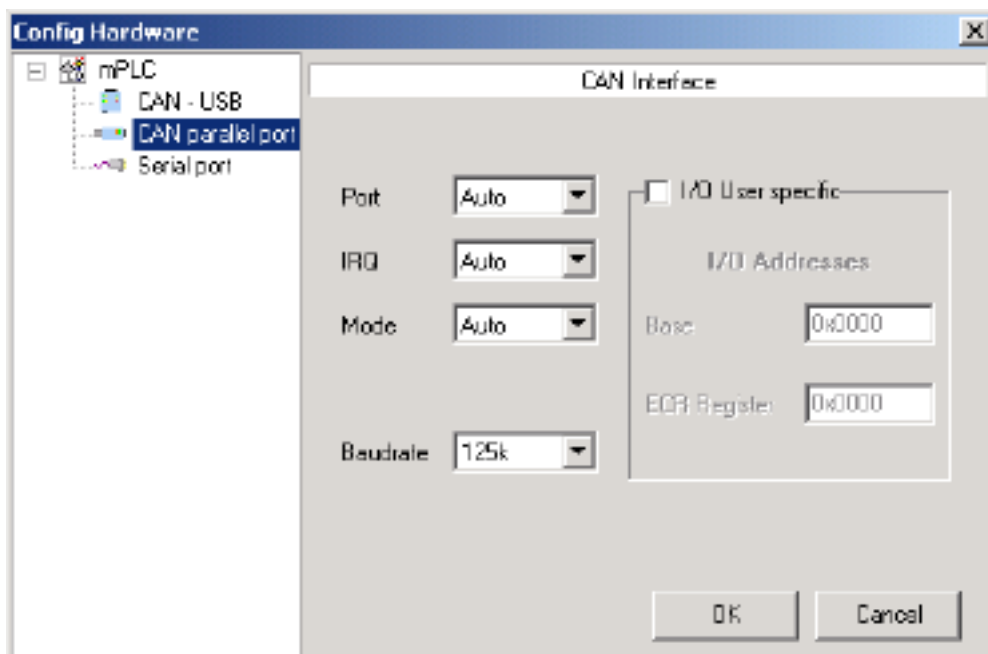 Config Hardware
mPLC
CAN - USB
CAN parallel port
Serial port
CAN Interface
Port Auto
IRQ Auto
Mode Auto
Baudrate 125k
I/O User specific
I/O Addresses
Base 0x0000
ECR Register 0x0000
OK Cancel